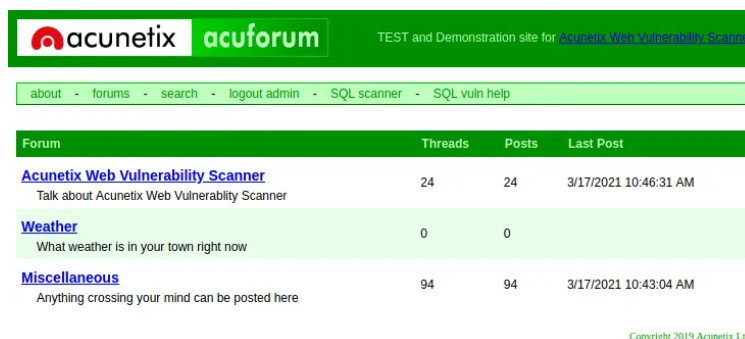 acunetix acuforum TEST and Demonstration site for Acunetix Web Vulnerability
about - forums - search - logout admin - SQL scanner - SQL vuln help
Forum Threads Posts Last Post
Acunetix Web Vulnerability Scanner
24 24 3/17/2021 10:46:31 AM
Talk about Acunetix Web Vulnerablity Scanner
Weather
0 0
What weather is in your town right now
Miscellaneous
94 94 3/17/2021 10:43:04 AM
Anything crossing your mind can be posted here
Copyright 2019 Acunetix